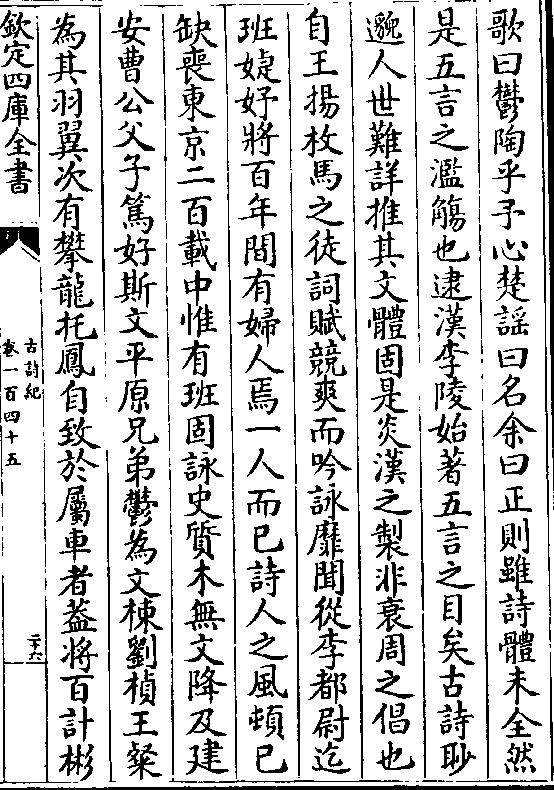 歌曰鬱陶乎予心楚謡曰名余曰正則雖詩體未全然
是五言之濫觴也逮漢李陵始著五言之目矣古詩眇
邈人世難詳推其文體固是炎漢之製非衰周之倡也
自王揚枚馬之徒詞賦競爽而吟詠靡聞從李都尉迄
班婕妤將百年間有婦人焉一人而已詩人之風頓已
缺喪東京二百載中惟有班固詠史質木無文降及建
安曹公父子篤好斯文平原兄弟鬱為文棟劉楨王粲
為其羽翼次有攀龍托鳳自致於屬車者葢將百計彬
欽定四庫全書
古詩紀
卷一百四十五
二十六